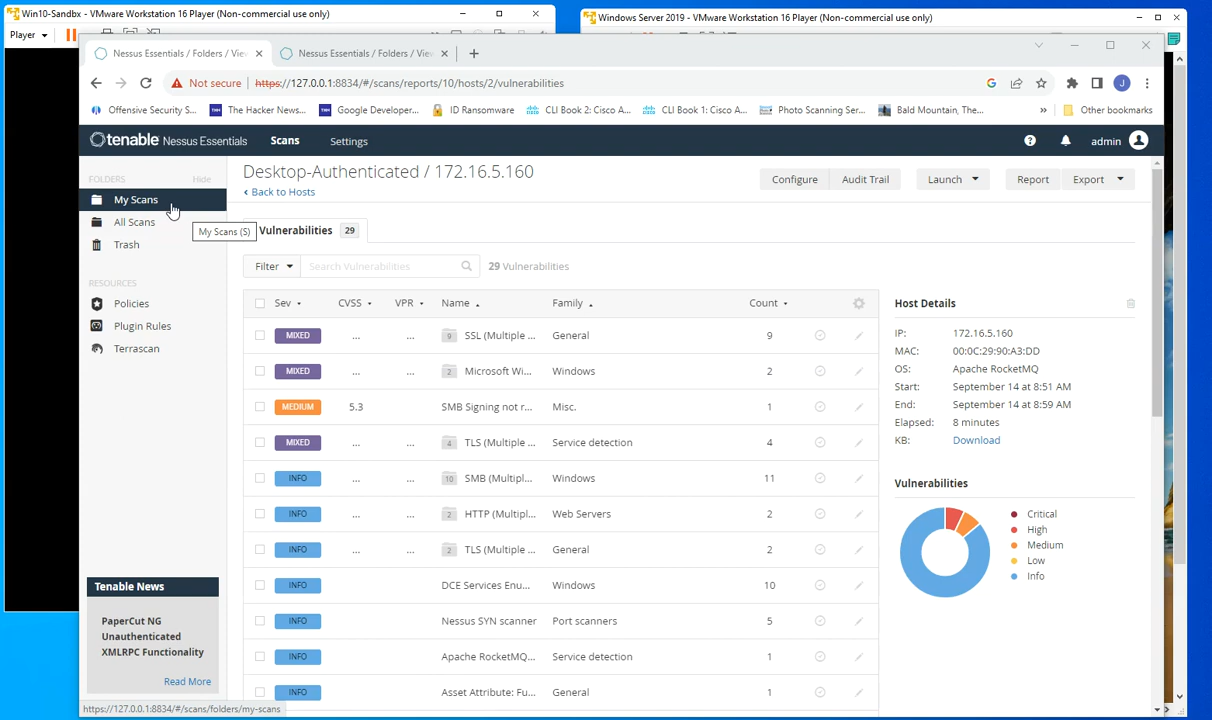 Win10-Sandbx - VMware Workstation 16 Player (Non-commercial use only)
Windows Server 2019 - VMware Workstation 16 Player (Non-commercial use only)
Player
Nessus Essentials / Folders / Viev
Nessus Essentials / Folders / Viev
Not secure
https://127.0.0.1:8834/#/scans/reports/10/hosts/2/vulnerabilities
J
Offensive Security S...
The Hacker News...
Google Developer...
ID Ransomware
CLI Book 2: Cisco A...
CLI Book 1: Cisco A...
Photo Scanning Ser...
Bald Mountain, The...
»
Other bookmarks
tenable Nessus Essentials
Scans
Settings
admin
FOLDERS
Hide
My Scans
All Scans
Trash
My Scans (S)
RESOURCES
Policies
Plugin Rules
Terrascan
Desktop-Authenticated / 172.16.5.160
‹ Back to Hosts
Configure
Audit Trail
Launch
Report
Export
Vulnerabilities 29
Filter
Search Vulnerabilities
29 Vulnerabilities
Sev CVSS VPR Name Family Count
MIXED ... ... 9 SSL (Multiple ... General 9
MIXED ... ... 2 Microsoft Wi... Windows 2
MEDIUM 5.3 SMB Signing not r... Misc. 1
MIXED ... ... 4 TLS (Multiple ... Service detection 4
INFO ... ... 10 SMB (Multipl... Windows 11
INFO ... ... 2 HTTP (Multipl... Web Servers 2
INFO ... ... 2 TLS (Multiple ... General 2
INFO DCE Services Enu... Windows 10
INFO Nessus SYN scanner Port scanners 5
INFO Apache RocketMQ... Service detection 1
INFO Asset Attribute: Fu... General 1
Host Details
IP: 172.16.5.160
MAC: 00:0C:29:90:A3:DD
OS: Apache RocketMQ
Start: September 14 at 8:51 AM
End: September 14 at 8:59 AM
Elapsed: 8 minutes
KB: Download
Vulnerabilities
Critical
High
Medium
Low
Info
Tenable News
PaperCut NG
Unauthenticated
XMLRPC Functionality
Read More
https://127.0.0.1:8834/#/scans/folders/my-scans